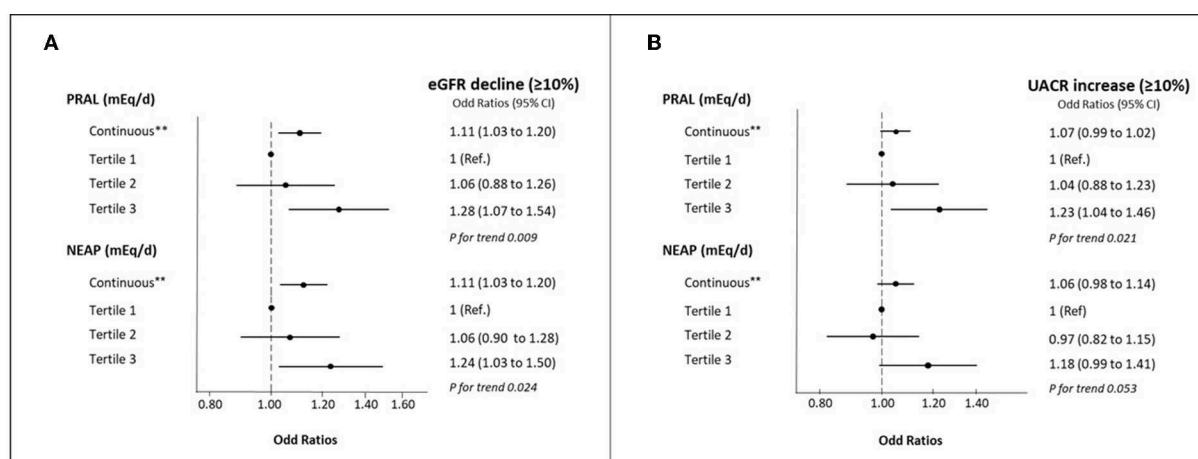 A
eGFR decline (≥10%)
PRAL (mEq/d)
Odd Ratios (95% CI)
Continuous** 1.11 (1.03 to 1.20)
Tertile 1 1 (Ref.)
Tertile 2 1.06 (0.88 to 1.26)
Tertile 3 1.28 (1.07 to 1.54)
P for trend 0.009
NEAP (mEq/d)
Continuous** 1.11 (1.03 to 1.20)
Tertile 1 1 (Ref.)
Tertile 2 1.06 (0.90 to 1.28)
Tertile 3 1.24 (1.03 to 1.50)
P for trend 0.024
0.80 1.00 1.20 1.40 1.60
Odd Ratios
B
UACR increase (≥10%)
PRAL (mEq/d)
Odd Ratios (95% CI)
Continuous** 1.07 (0.99 to 1.02)
Tertile 1 1 (Ref.)
Tertile 2 1.04 (0.88 to 1.23)
Tertile 3 1.23 (1.04 to 1.46)
P for trend 0.021
NEAP (mEq/d)
Continuous** 1.06 (0.98 to 1.14)
Tertile 1 1 (Ref)
Tertile 2 0.97 (0.82 to 1.15)
Tertile 3 1.18 (0.99 to 1.41)
P for trend 0.053
0.80 1.00 1.20 1.40
Odd Ratios